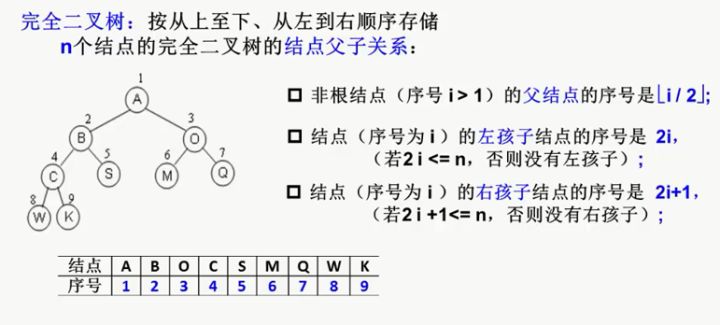 完全二叉树：按从上至下、从左到右顺序存储
n个结点的完全二叉树的结点父子关系：
1
A
2
3
B
O
4
5
6
7
C
S
M
Q
8
9
W
K
非根结点（序号 i > 1）的父结点的序号是⌊i / 2⌋;
结点（序号为 i ）的左孩子结点的序号是 2i,
（若2 i <= n，否则没有左孩子）;
结点（序号为 i ）的右孩子结点的序号是 2i+1,
（若2 i +1<= n，否则没有右孩子）;
结点 A B O C S M Q W K
序号 1 2 3 4 5 6 7 8 9